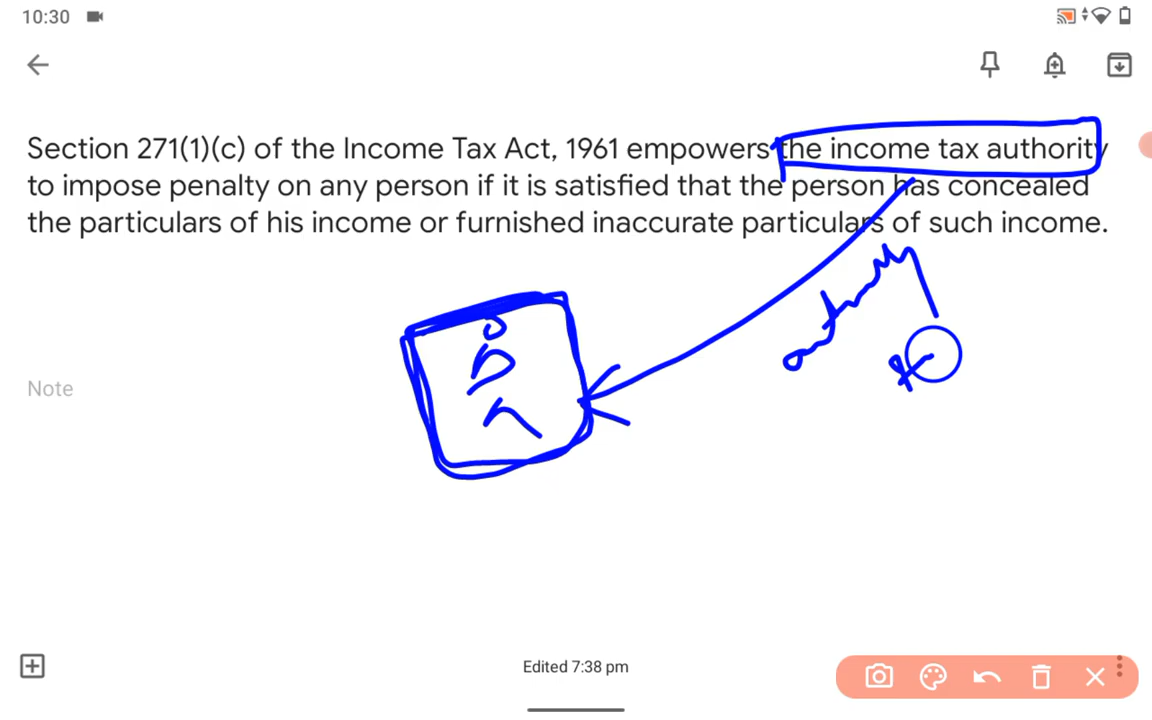 10:30
Section 271(1)(c) of the Income Tax Act, 1961 empowers the income tax authority
to impose penalty on any person if it is satisfied that the person has concealed
the particulars of his income or furnished inaccurate particulars of such income.
Note
Edited 7:38 pm